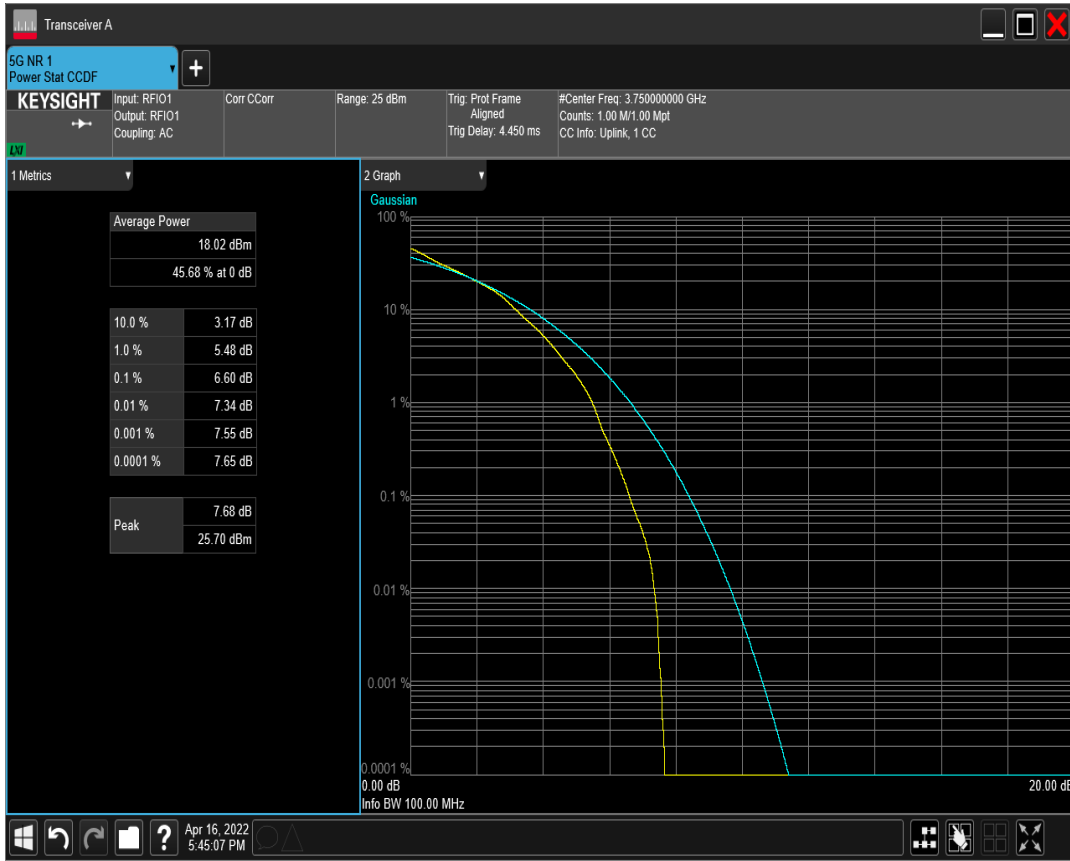 Transceiver A
5G NR 1
Power Stat CCDF
KEYSIGHT
LXI
Input: RFIO1
Output: RFIO1
Coupling: AC
Corr CCorr
Range: 25 dBm
Trig: Prot Frame
Aligned
Trig Delay: 4.450 ms
#Center Freq: 3.750000000 GHz
Counts: 1.00 M/1.00 Mpt
CC Info: Uplink, 1 CC
1 Metrics
Average Power
18.02 dBm
45.68 % at 0 dB
10.0 % 3.17 dB
1.0 % 5.48 dB
0.1 % 6.60 dB
0.01 % 7.34 dB
0.001 % 7.55 dB
0.0001 % 7.65 dB
Peak 7.68 dB
25.70 dBm
2 Graph
Gaussian
100 %
10 %
1 %
0.1 %
0.01 %
0.001 %
0.0001 %
0.00 dB 20.00 dB
Info BW 100.00 MHz
?
Apr 16, 2022
5:45:07 PM